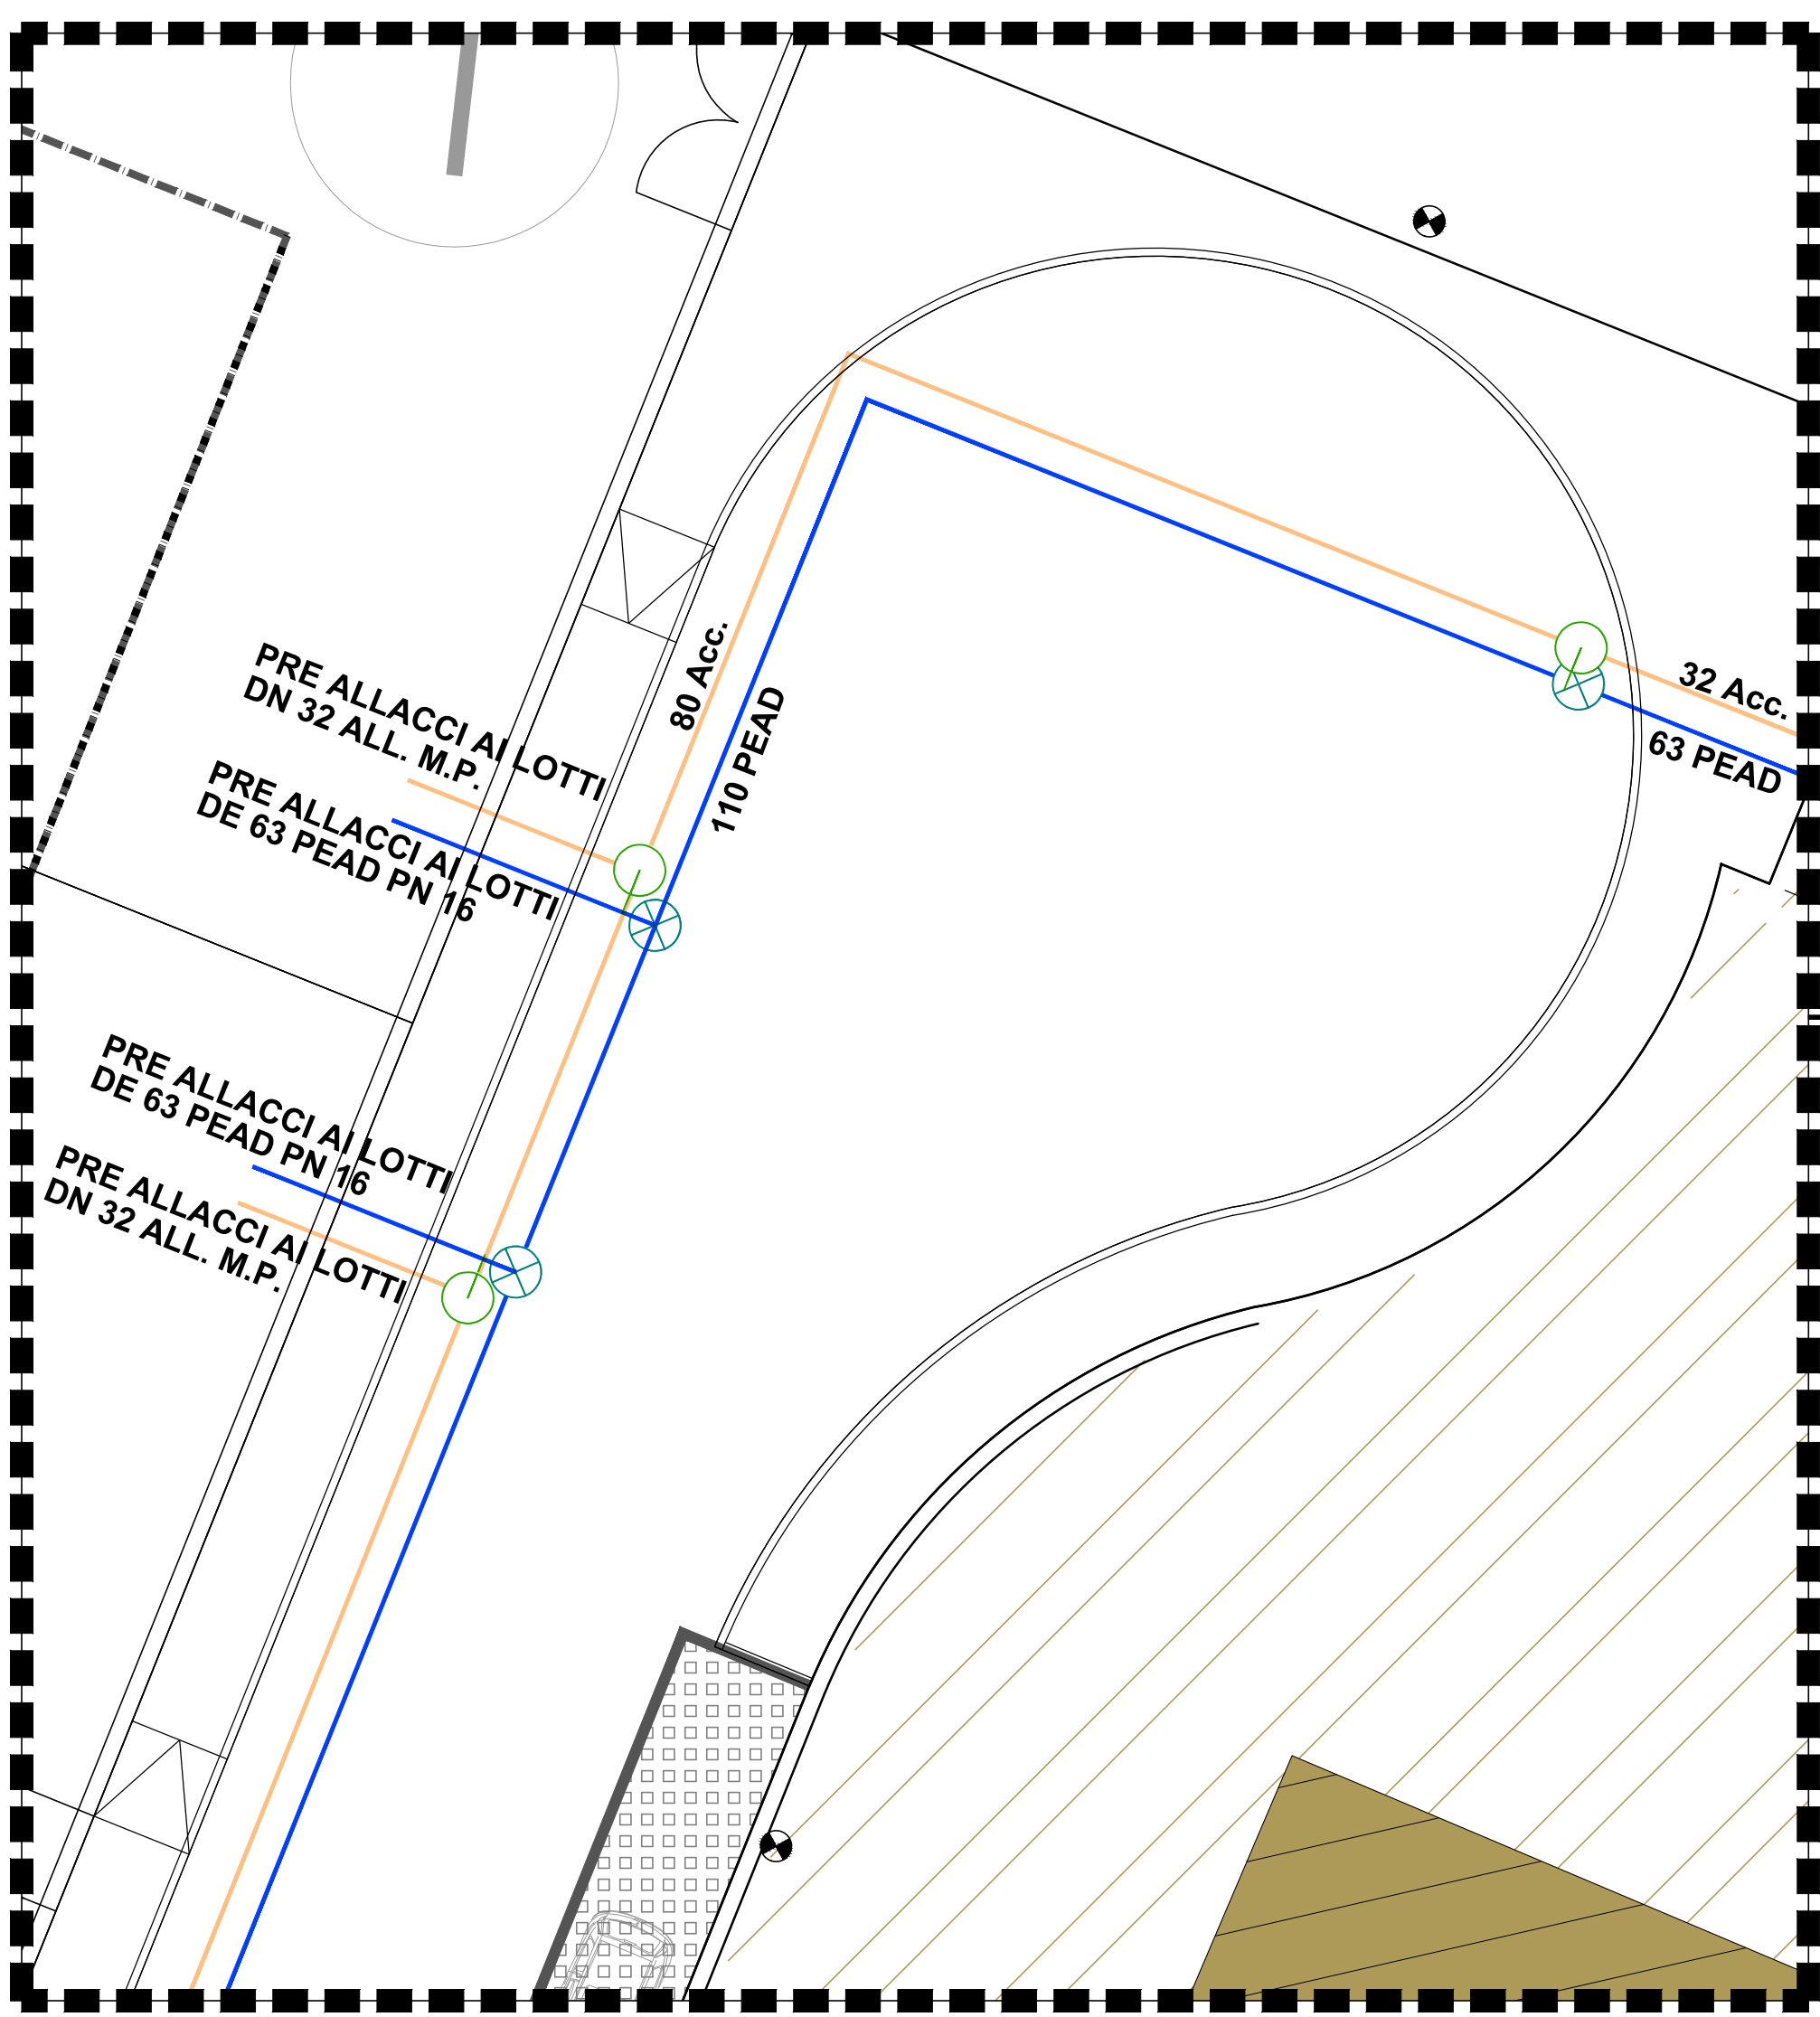 PRE ALLACCI AI LOTTI
DN 32 ALL. M.P.
PRE ALLACCI AI LOTTI
DE 63 PEAD PN 16
80 Acc.
110 PEAD
32 Acc.
63 PEAD
PRE ALLACCI AI LOTTI
DE 63 PEAD PN 16
PRE ALLACCI AI LOTTI
DN 32 ALL. M.P.